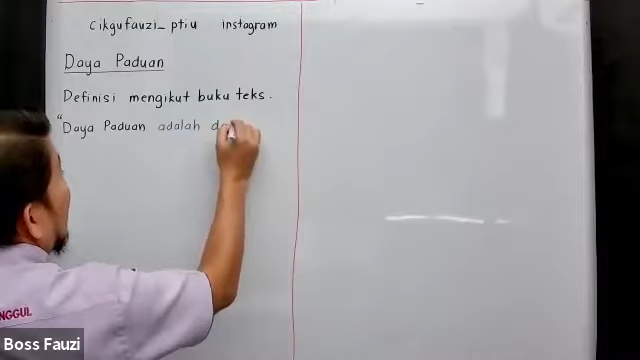 cikgufauzi_ptiu instagram
Daya Paduan
Definisi mengikut buku teks.
"Daya Paduan adalah
NGGUL
Boss Fauzi